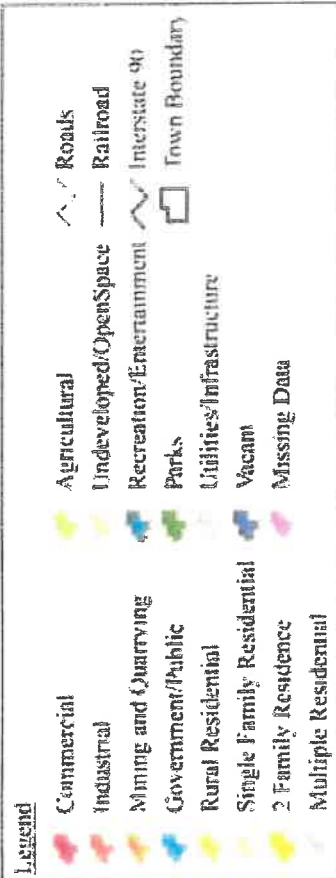 Legend
Commercial
Industrial
Mining and Quarrying
Government/Public
Rural Residential
Single Family Residential
2 Family Residence
Multiple Residential
Agricultural
Undeveloped/OpenSpace
Recreation/Entertainment
Parks
Utilities/Infrastructure
Vacant
Missing Data
Roads
Railroad
Interstate 90
Town Boundary